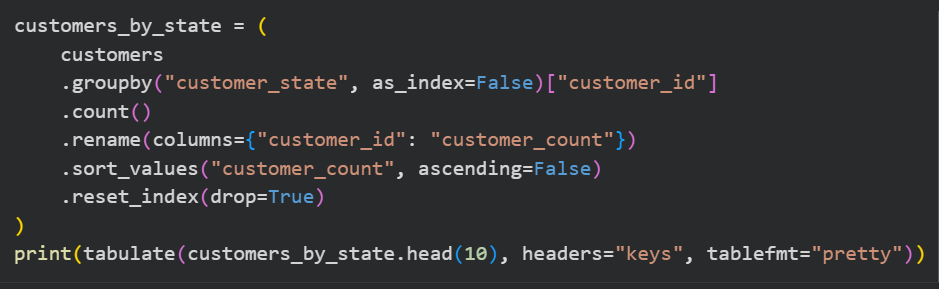 customers_by_state = (
    customers
    .groupby("customer_state", as_index=False)["customer_id"]
    .count()
    .rename(columns={"customer_id": "customer_count"})
    .sort_values("customer_count", ascending=False)
    .reset_index(drop=True)
)
print(tabulate(customers_by_state.head(10), headers="keys", tablefmt="pretty"))